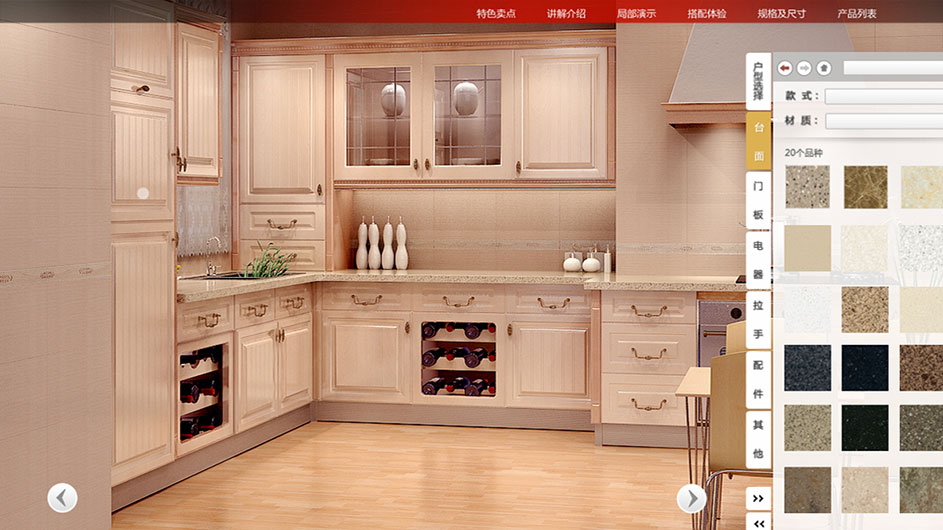 特色卖点 讲解介绍 局部演示 搭配体验 规格及尺寸 产品列表
户型选择
台面
门板
电器
拉手
配件
其他
款 式：
材 质：
20个品种